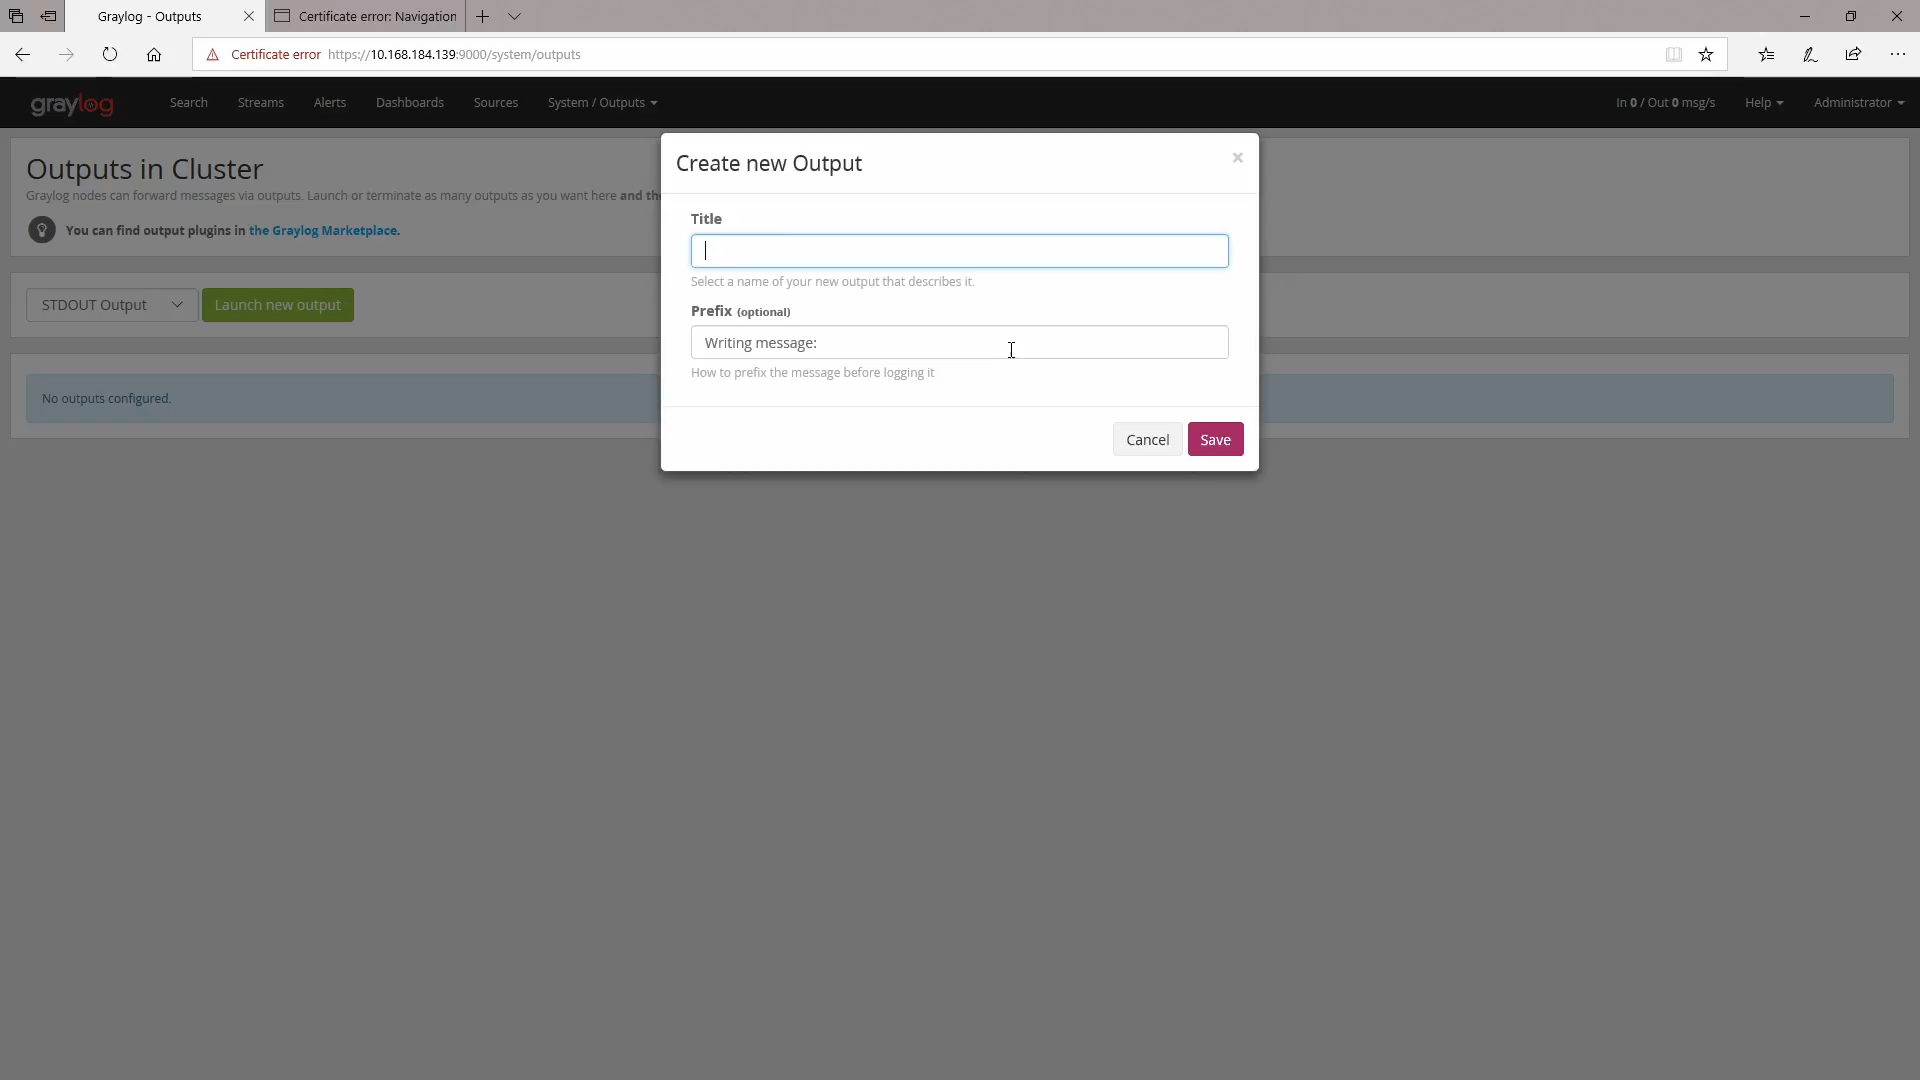 Graylog - Outputs
Certificate error: Navigation
Certificate error https://10.168.184.139:9000/system/outputs
graylog
Search
Streams
Alerts
Dashboards
Sources
System / Outputs
In 0 / Out 0 msg/s
Help
Administrator
Outputs in Cluster
Graylog nodes can forward messages via outputs. Launch or terminate as many outputs as you want here and the
You can find output plugins in the Graylog Marketplace.
STDOUT Output
Launch new output
No outputs configured.
Create new Output
×
Title
Select a name of your new output that describes it.
Prefix (optional)
Writing message:
How to prefix the message before logging it
Cancel
Save